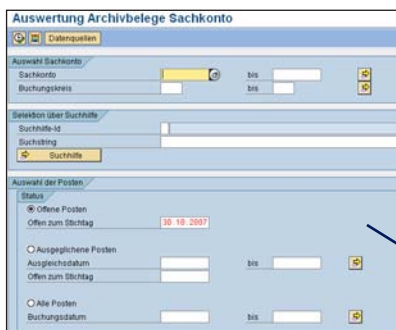 Auswertung Archivbelege Sachkonto
Datenquellen
Auswahl Sachkonto
Sachkonto bis
Buchungskreis bis
Selektion über Suchhilfe
Suchhilfe-Id
Suchstring
Suchhilfe
Auswahl der Posten
Status
Offene Posten
Offen zum Stichtag 30.10.2007
Ausgeglichene Posten
Ausgleichsdatum bis
Offen zum Stichtag
Alle Posten
Buchungsdatum bis